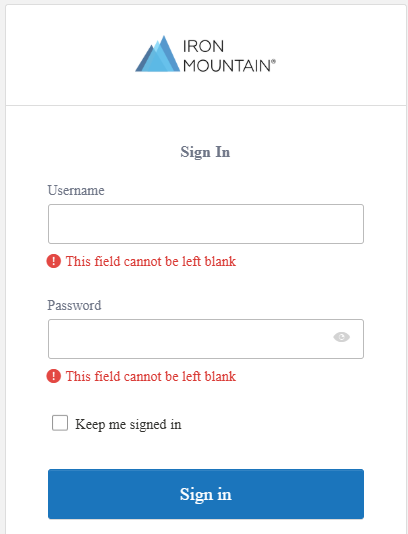 IRON
MOUNTAIN®
Sign In
Username
This field cannot be left blank
Password
This field cannot be left blank
Keep me signed in
Sign in